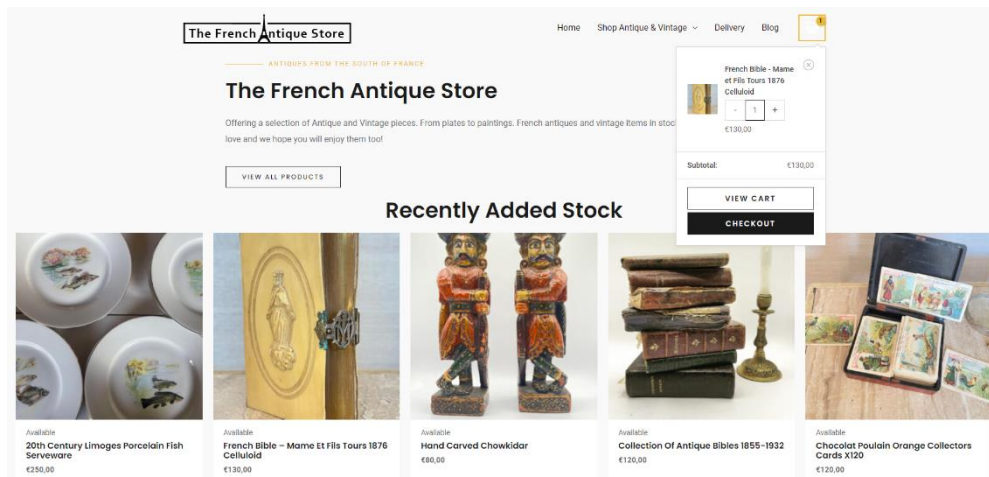 The French Antique Store
Home Shop Antique & Vintage Delivery Blog
1
ANTIQUES FROM THE SOUTH OF FRANCE
The French Antique Store
Offering a selection of Antique and Vintage pieces. From plates to paintings. French antiques and vintage items in stoc
love and we hope you will enjoy them too!
VIEW ALL PRODUCTS
French Bible - Mame
et Fils Tours 1876
Celluloid
- 1 +
€130,00
Subtotal: €130,00
VIEW CART
CHECKOUT
Recently Added Stock
Available
20th Century Limoges Porcelain Fish
Serveware
€250,00
Available
French Bible – Mame Et Fils Tours 1876
Celluloid
€130,00
Available
Hand Carved Chowkidar
€80,00
Available
Collection Of Antique Bibles 1855-1932
€120,00
Available
Chocolat Poulain Orange Collectors
Cards X120
€120,00